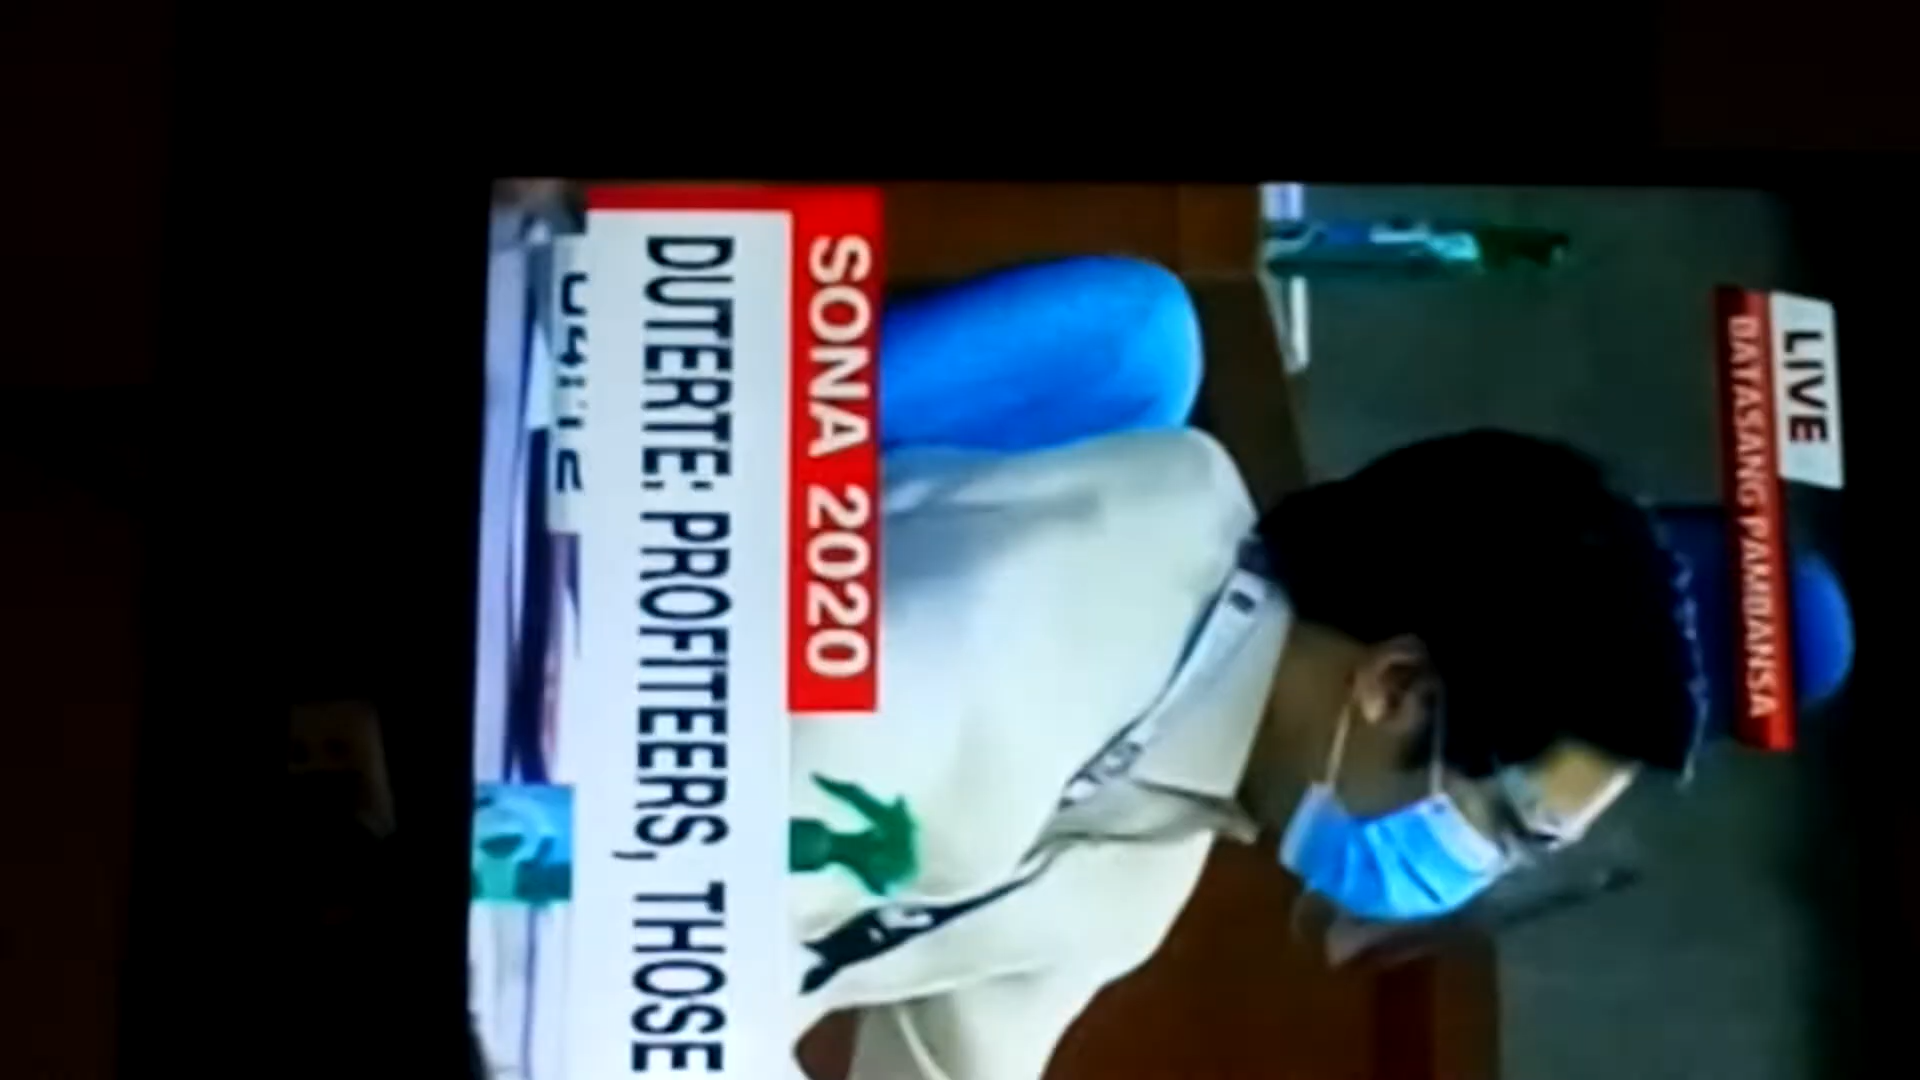 LIVE
BATASANG PAMBANSA
SONA 2020
DUTERTE: PROFITEERS, THOSE